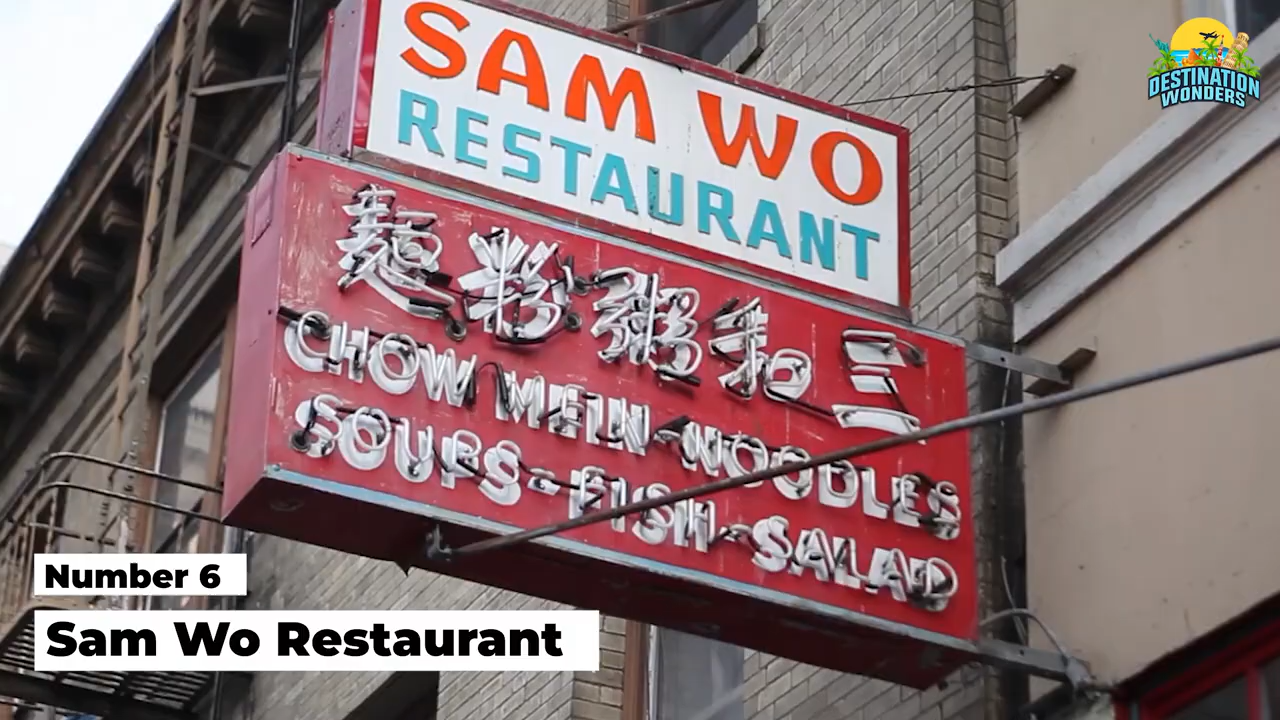 SAM WO
RESTAURANT
麵粉粥和三
CHOW MEIN-NOODLES
SOUPS-FISH-SALAD
DESTINATION
WONDERS
Number 6
Sam Wo Restaurant